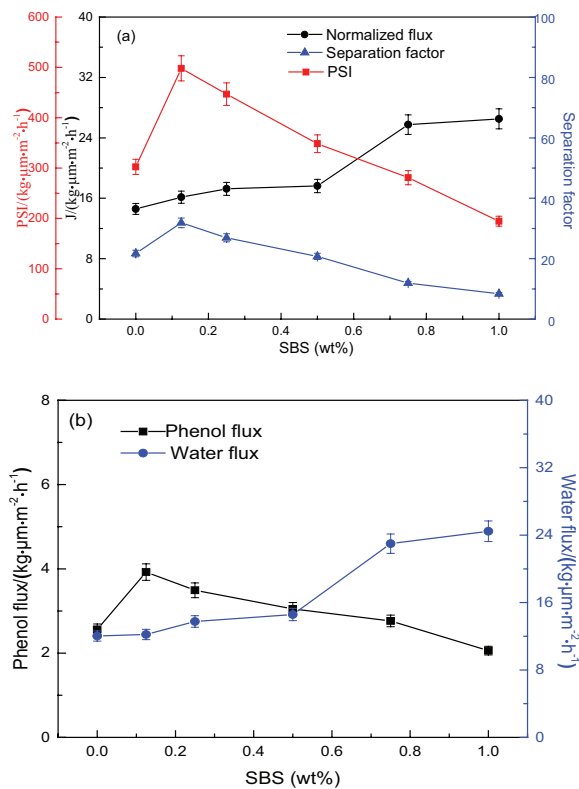 (a)
Normalized flux
Separation factor
PSI
PSI/(kg·μm·m⁻²·h⁻¹)
600
500
400
300
200
100
0
J/(kg·μm·m⁻²·h⁻¹)
40
32
24
16
8
0
Separation factor
100
80
60
40
20
0
0.0 0.2 0.4 0.6 0.8 1.0
SBS (wt%)
(b)
Phenol flux
Water flux
Phenol flux/(kg·μm·m⁻²·h⁻¹)
8
6
4
2
0
Water flux/(kg·μm·m⁻²·h⁻¹)
40
32
24
16
12
6
0
0.0 0.2 0.4 0.6 0.8 1.0
SBS (wt%)